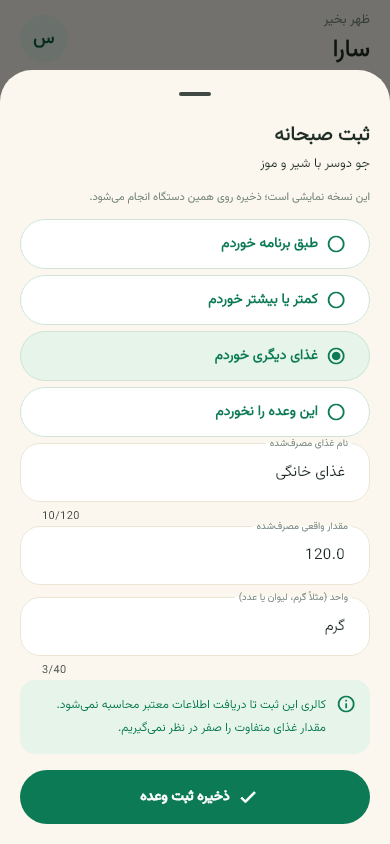 ظهر بخیر
سارا
س
ثبت صبحانه
جو دوسر با شیر و موز
این نسخه نمایشی است؛ ذخیره روی همین دستگاه انجام می‌شود.
طبق برنامه خوردم
کمتر یا بیشتر خوردم
غذای دیگری خوردم
این وعده را نخوردم
نام غذای مصرف‌شده
غذای خانگی
10/120
مقدار واقعی مصرف‌شده
120.0
واحد (مثلاً گرم، لیوان یا عدد)
گرم
3/40
کالری این ثبت تا دریافت اطلاعات معتبر محاسبه نمی‌شود.
مقدار غذای متفاوت را صفر در نظر نمی‌گیریم.
ذخیره ثبت وعده